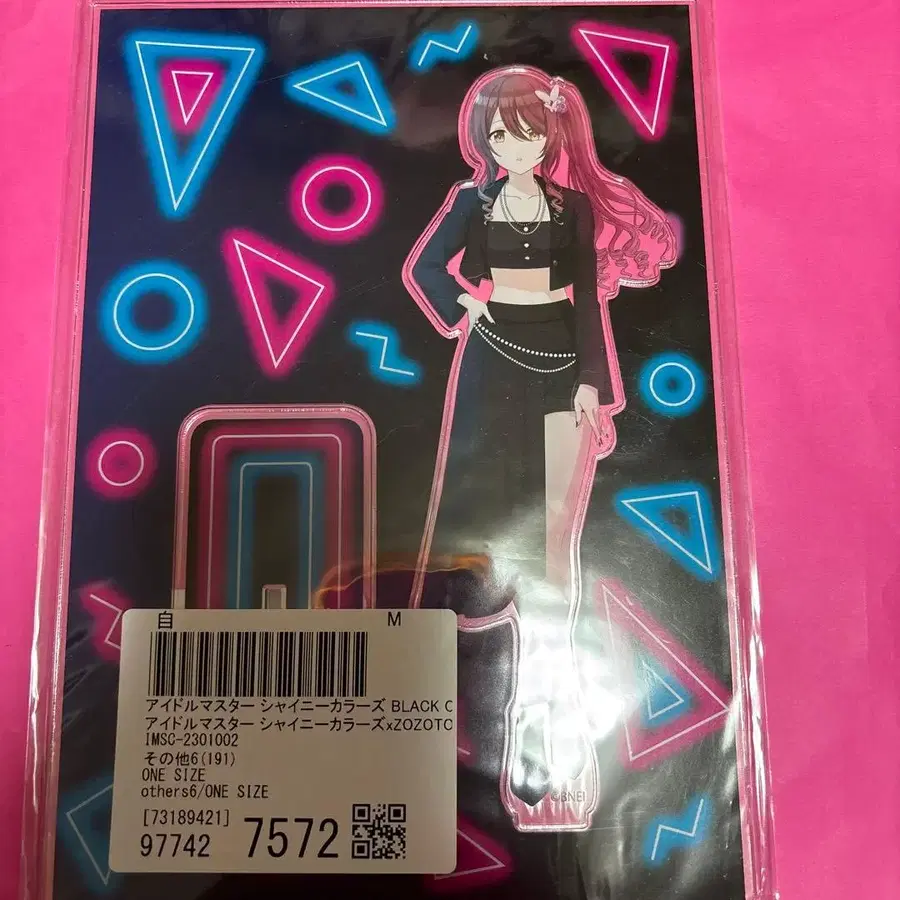 自 M
アイドルマスター シャイニーカラーズ BLACK C
アイドルマスター シャイニーカラーズxZOZOTO
IMSC-2301002
その他6(191)
ONE SIZE
others6/ONE SIZE
[73189421]
97742 7572
©BNEI